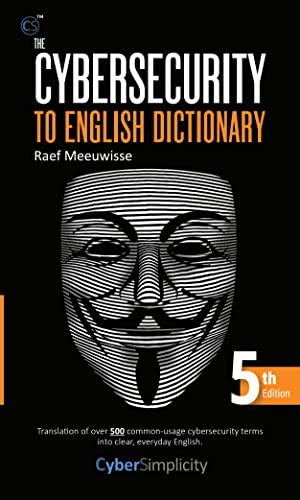 CS™
THE
CYBERSECURITY
TO ENGLISH DICTIONARY
Raef Meeuwisse
5th
Edition
Translation of over 500 common-usage cybersecurity terms
into clear, everyday English.
CyberSimplicity